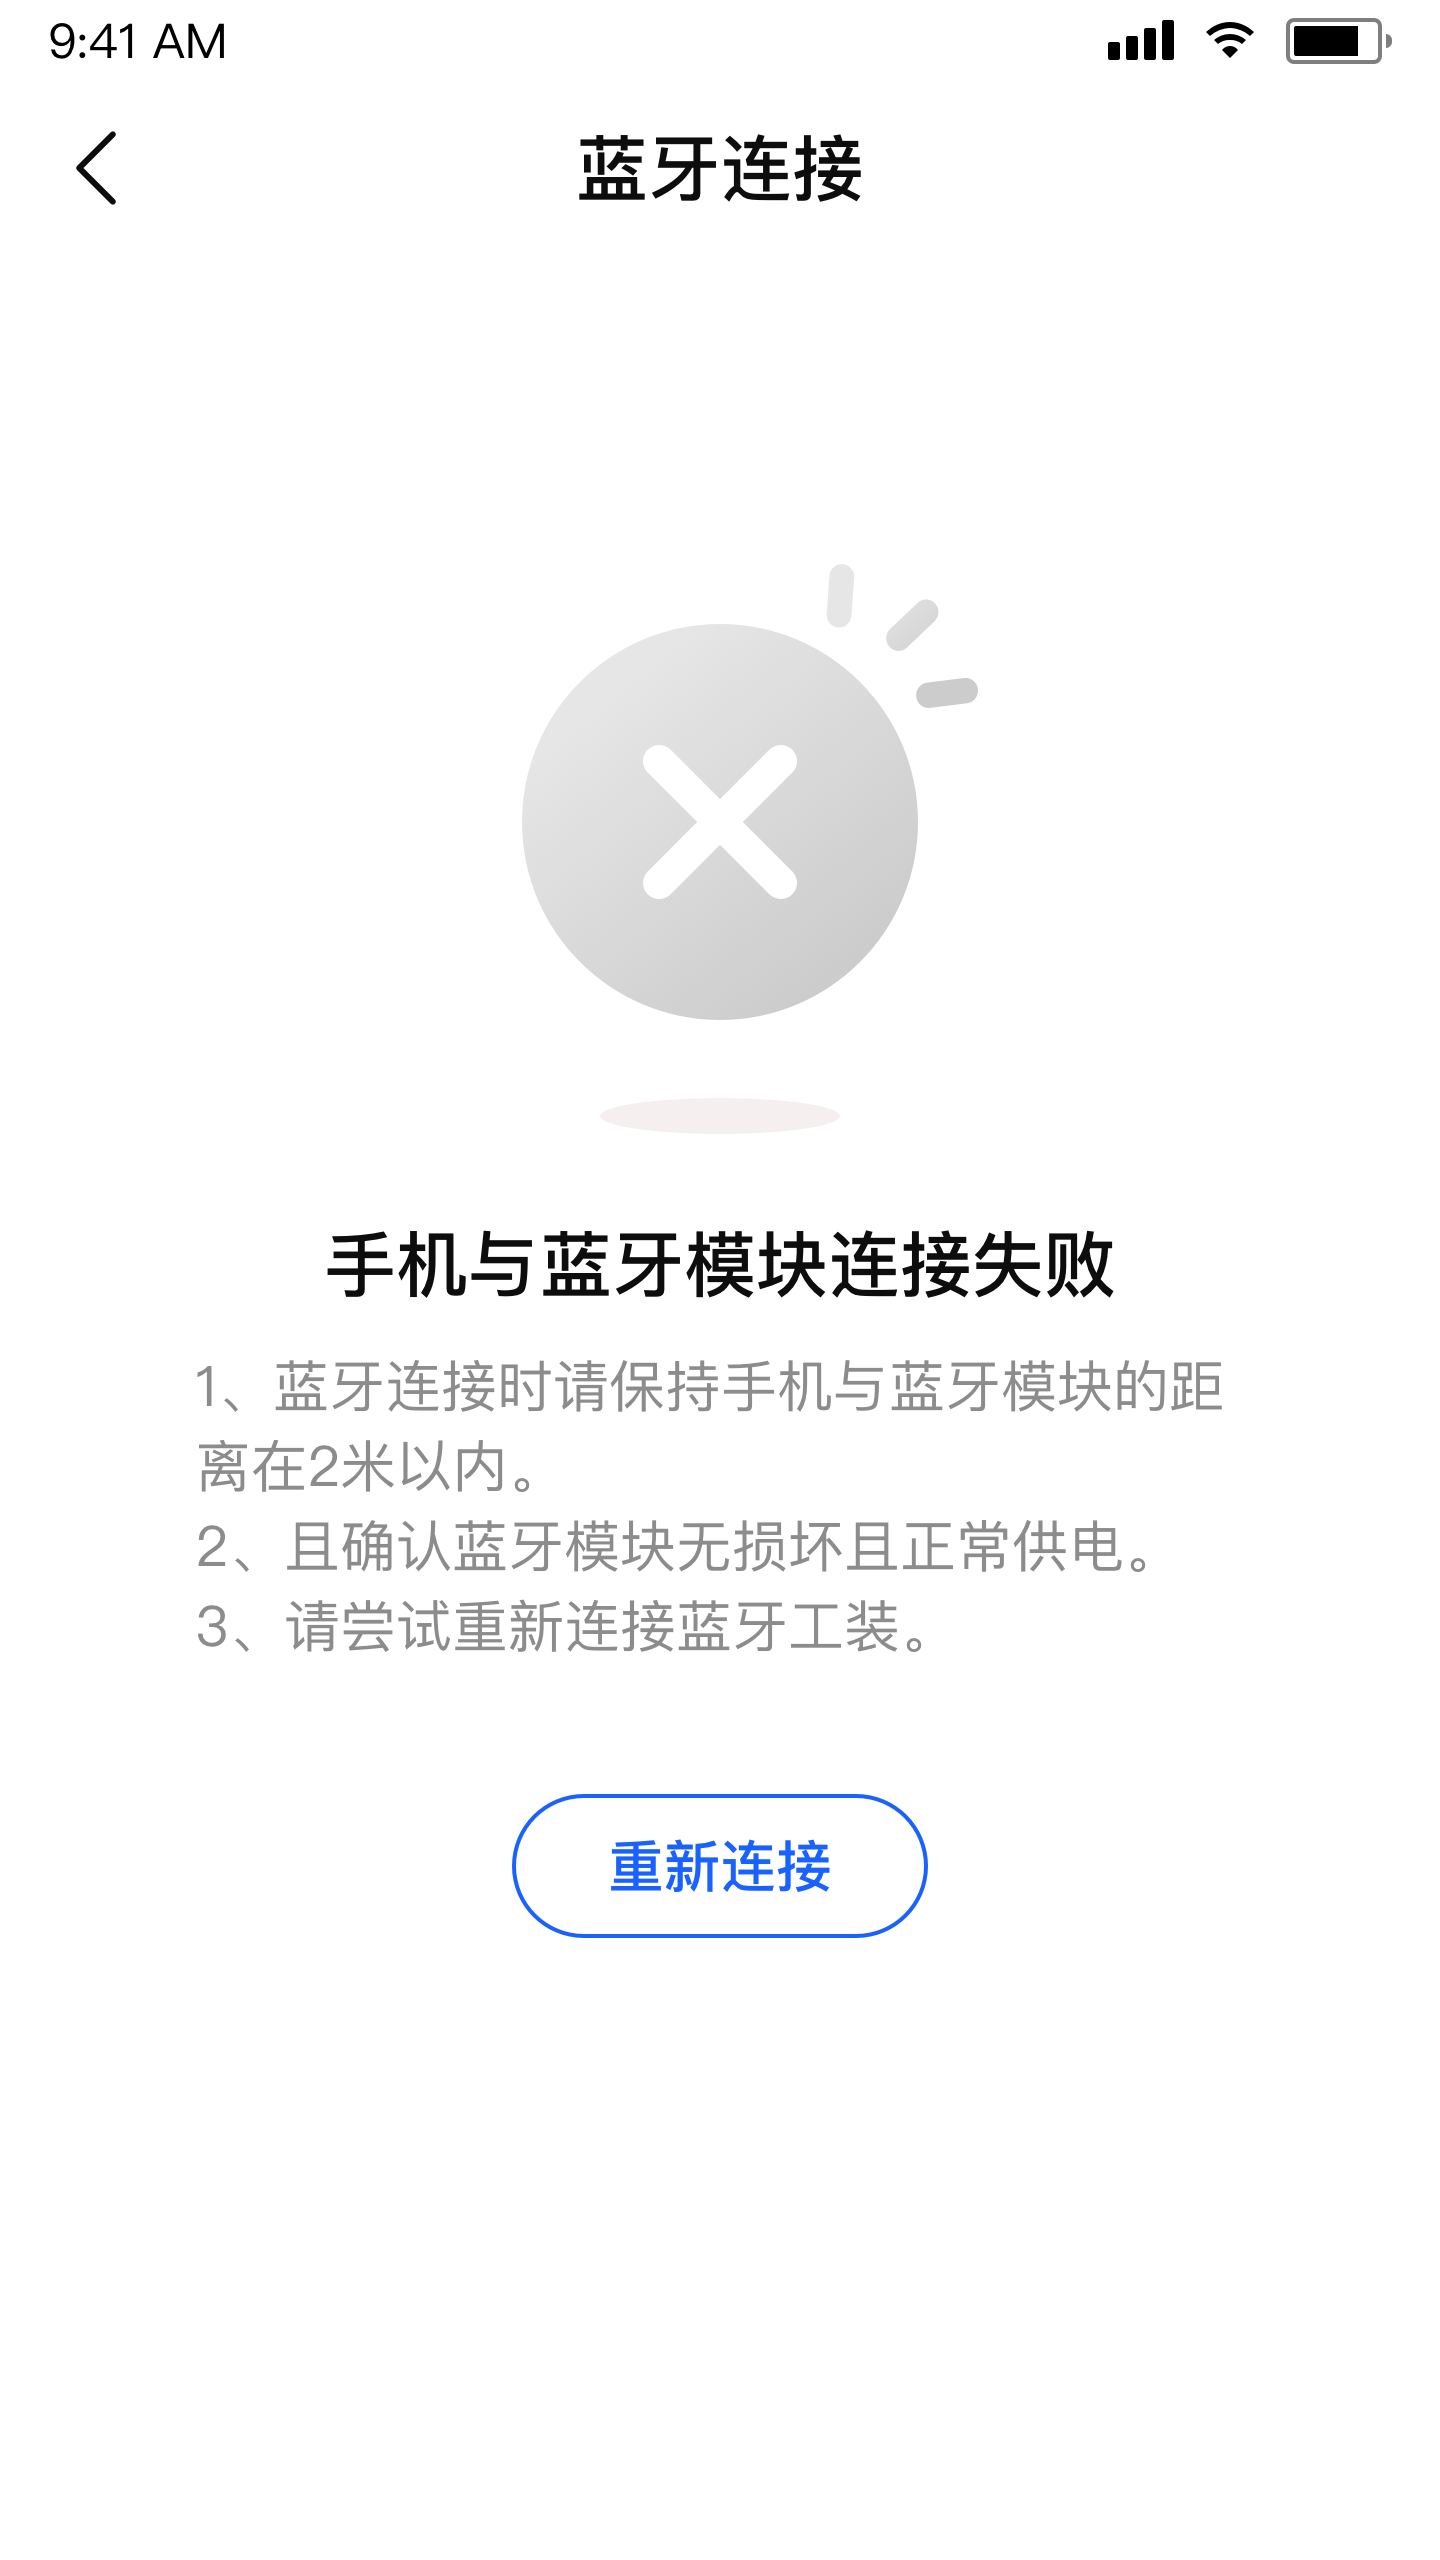 9:41 AM
蓝牙连接
手机与蓝牙模块连接失败
1、蓝牙连接时请保持手机与蓝牙模块的距
离在2米以内。
2、且确认蓝牙模块无损坏且正常供电。
3、请尝试重新连接蓝牙工装。
重新连接